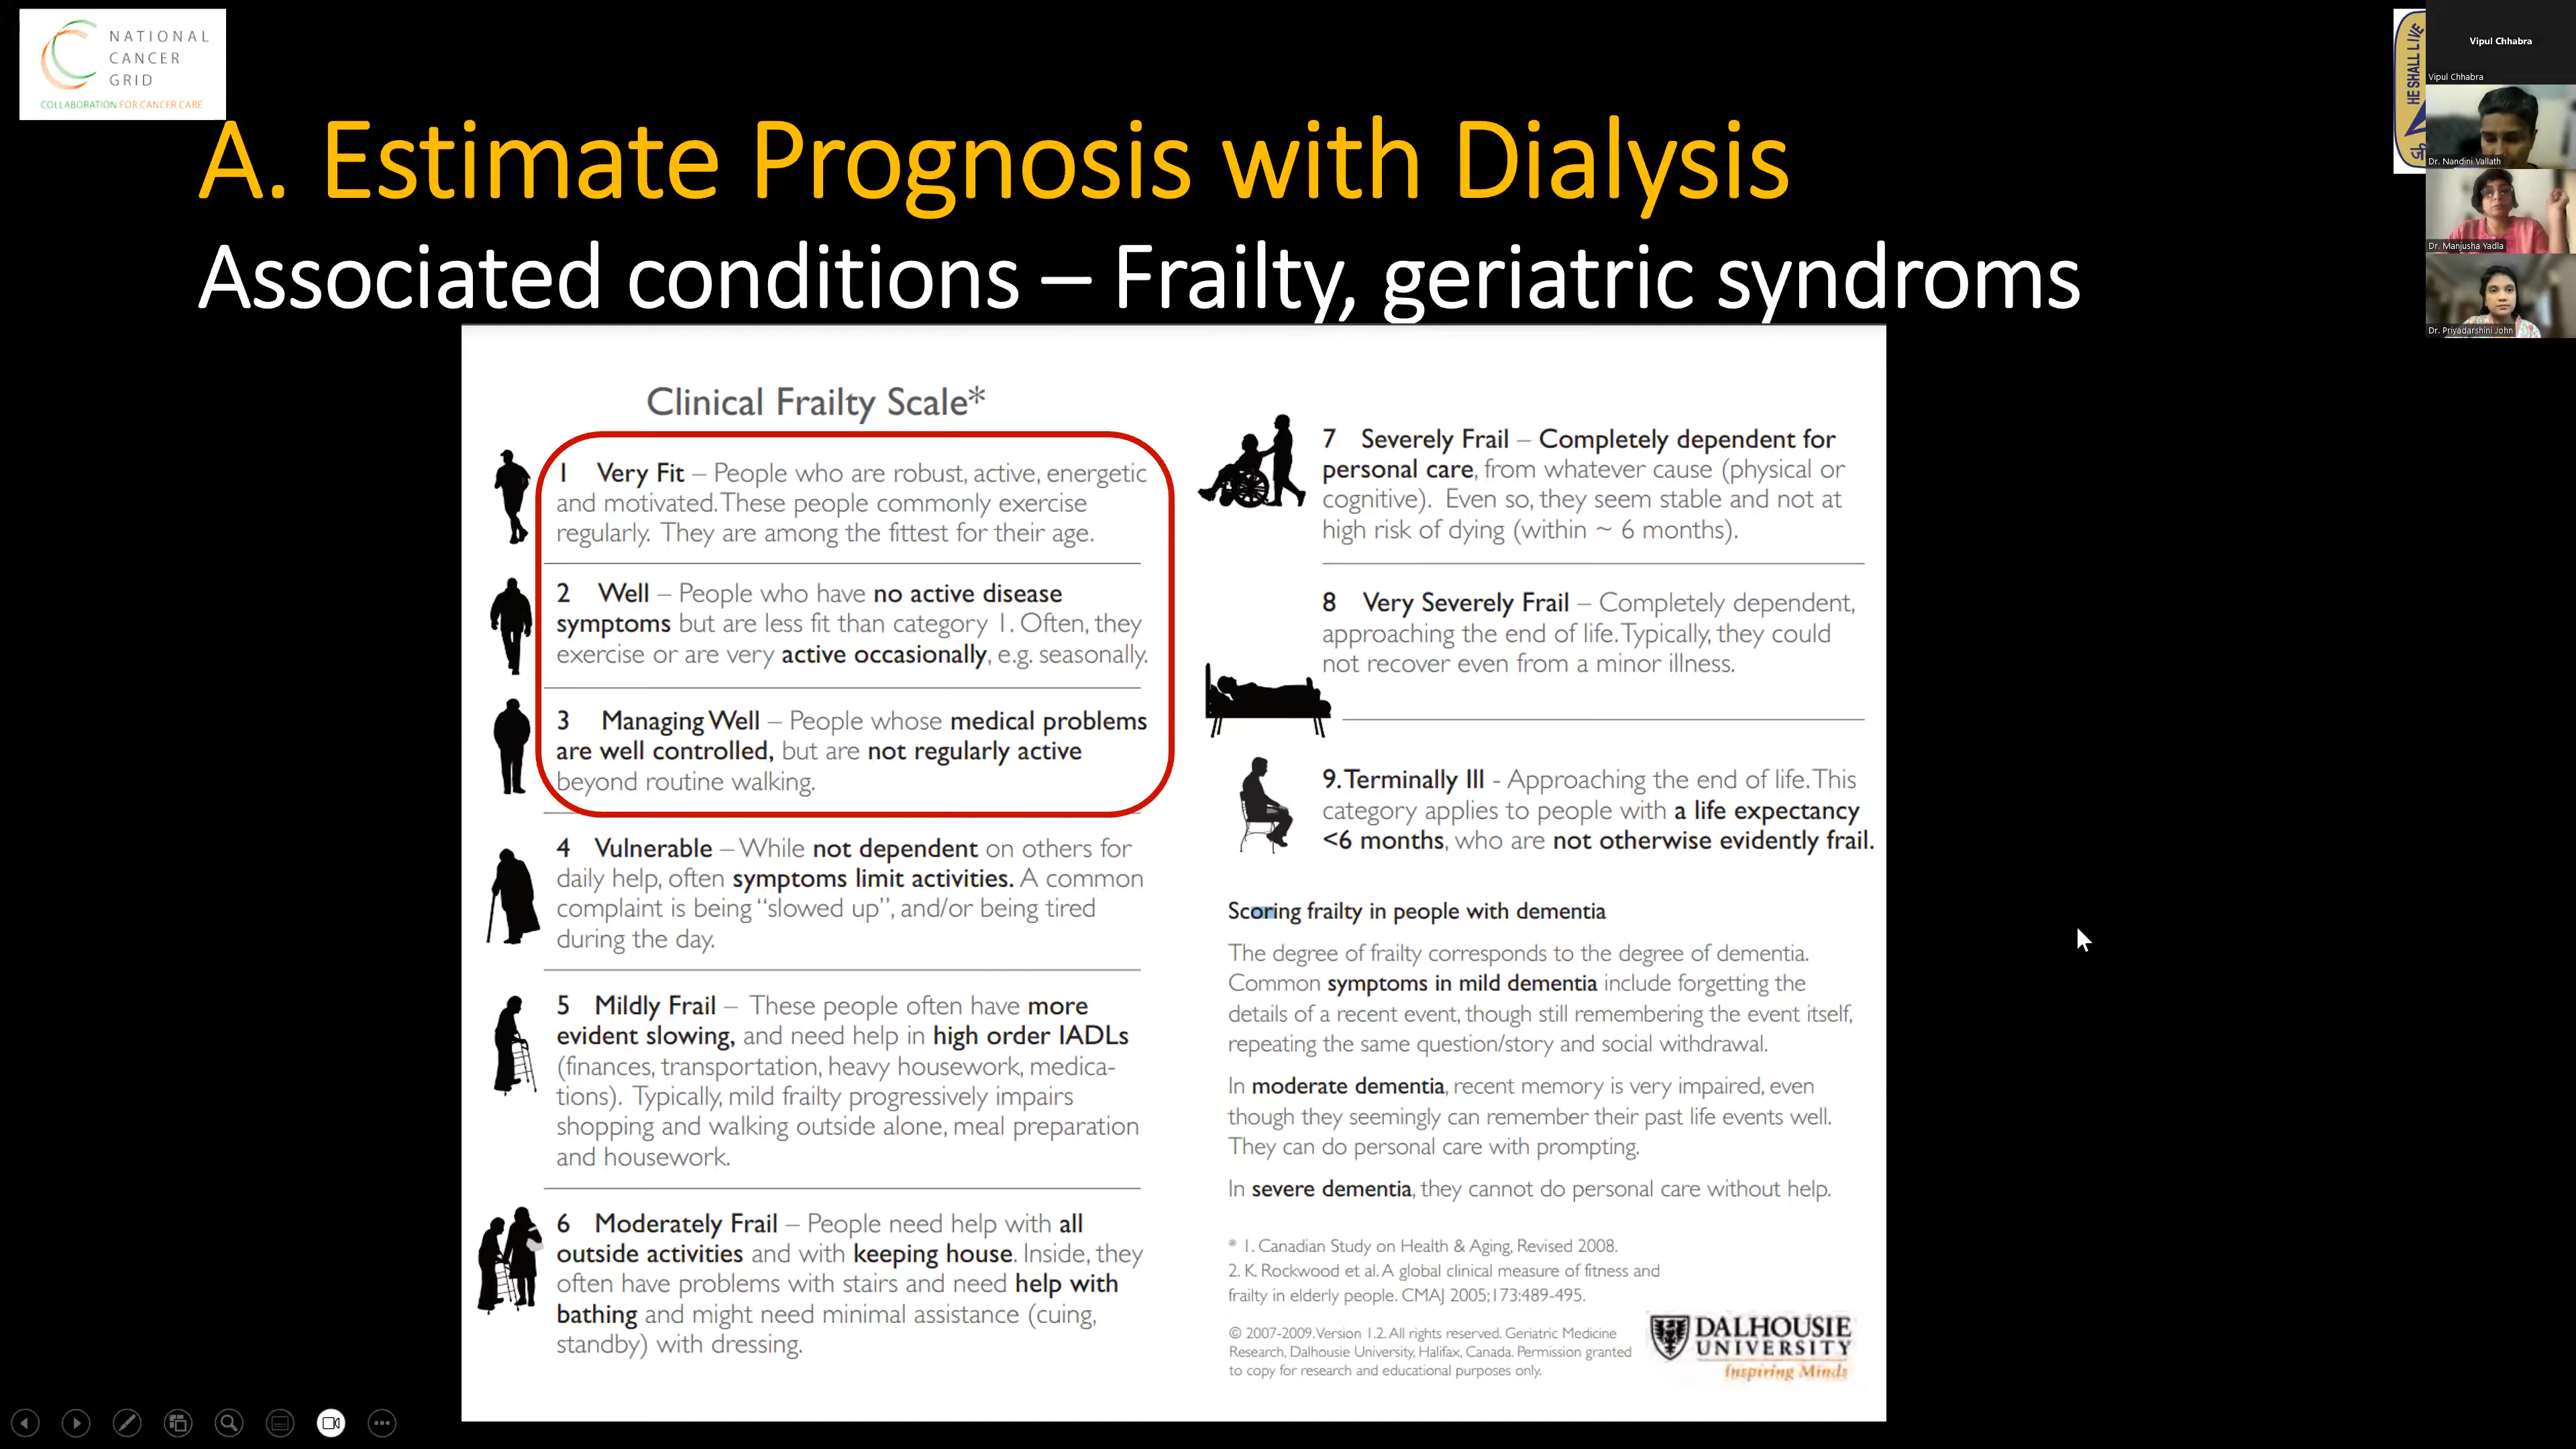 NATIONAL
CANCER
GRID
COLLABORATION FOR CANCER CARE
A. Estimate Prognosis with Dialysis
Associated conditions – Frailty, geriatric syndroms
HE SHALL LIVE
Vipul Chhabra
Vipul Chhabra
Dr. Nandini Vallath
Dr. Manjusha Yadla
Dr. Priyadarshini John
Clinical Frailty Scale*
1 Very Fit – People who are robust, active, energetic
and motivated. These people commonly exercise
regularly. They are among the fittest for their age.
2 Well – People who have no active disease
symptoms but are less fit than category 1. Often, they
exercise or are very active occasionally, e.g. seasonally.
3 Managing Well – People whose medical problems
are well controlled, but are not regularly active
beyond routine walking.
4 Vulnerable – While not dependent on others for
daily help, often symptoms limit activities. A common
complaint is being “slowed up”, and/or being tired
during the day.
5 Mildly Frail – These people often have more
evident slowing, and need help in high order IADLs
(finances, transportation, heavy housework, medica-
tions). Typically, mild frailty progressively impairs
shopping and walking outside alone, meal preparation
and housework.
6 Moderately Frail – People need help with all
outside activities and with keeping house. Inside, they
often have problems with stairs and need help with
bathing and might need minimal assistance (cuing,
standby) with dressing.
7 Severely Frail – Completely dependent for
personal care, from whatever cause (physical or
cognitive). Even so, they seem stable and not at
high risk of dying (within ~ 6 months).
8 Very Severely Frail – Completely dependent,
approaching the end of life. Typically, they could
not recover even from a minor illness.
9. Terminally Ill - Approaching the end of life. This
category applies to people with a life expectancy
<6 months, who are not otherwise evidently frail.
Scoring frailty in people with dementia
The degree of frailty corresponds to the degree of dementia.
Common symptoms in mild dementia include forgetting the
details of a recent event, though still remembering the event itself,
repeating the same question/story and social withdrawal.
In moderate dementia, recent memory is very impaired, even
though they seemingly can remember their past life events well.
They can do personal care with prompting.
In severe dementia, they cannot do personal care without help.
* 1. Canadian Study on Health & Aging, Revised 2008.
2. K. Rockwood et al. A global clinical measure of fitness and
frailty in elderly people. CMAJ 2005;173:489-495.
© 2007-2009. Version 1.2. All rights reserved. Geriatric Medicine
Research, Dalhousie University, Halifax, Canada. Permission granted
to copy for research and educational purposes only.
DALHOUSIE
UNIVERSITY
Inspiring Minds